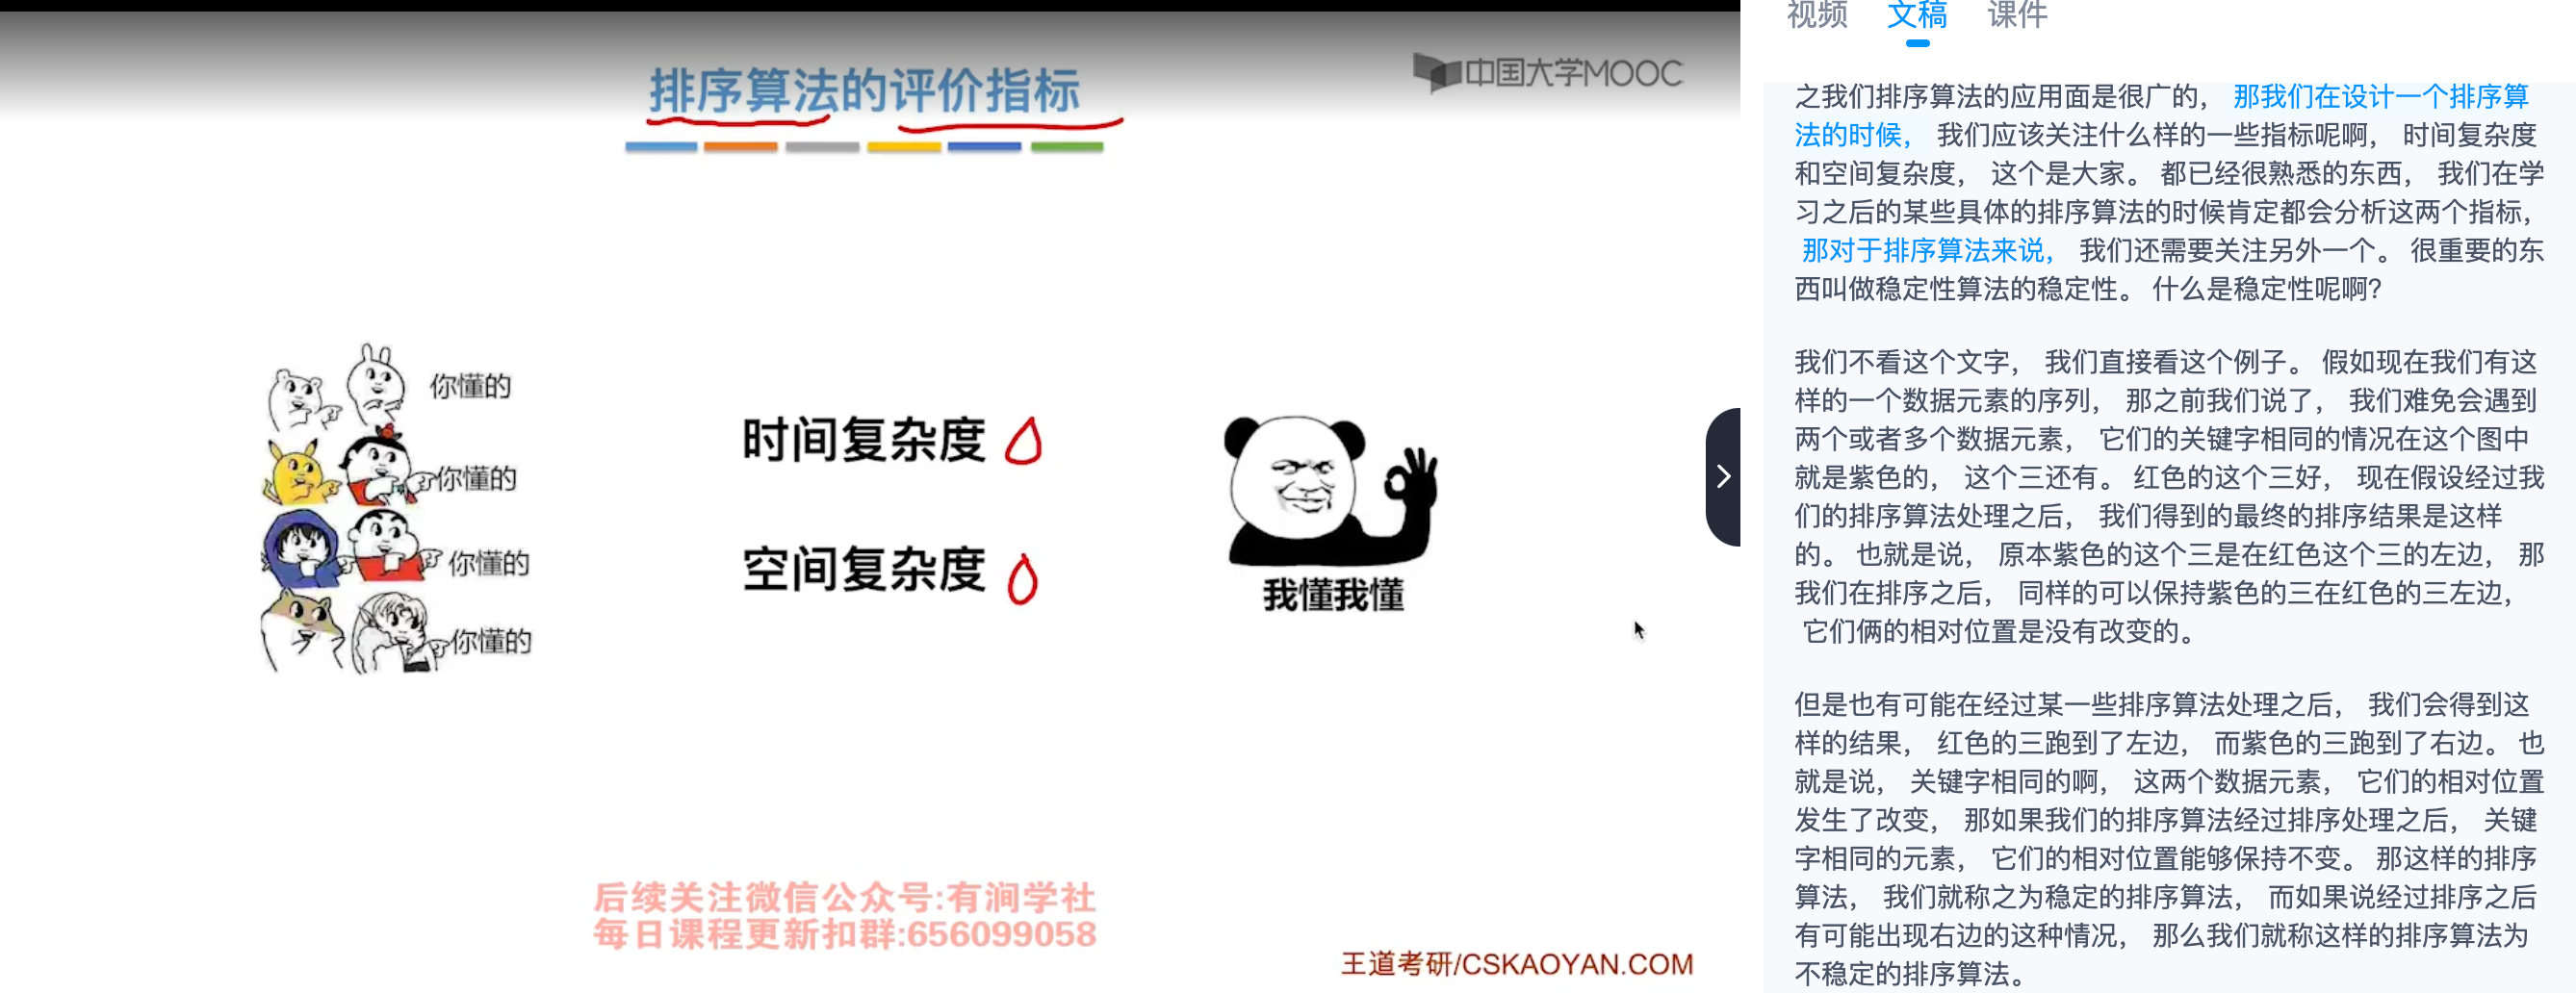 排序算法的评价指标
中国大学MOOC
你懂的
你懂的
你懂的
你懂的
时间复杂度
空间复杂度
我懂我懂
后续关注微信公众号:有涧学社
每日课程更新扣群:656099058
王道考研/CSKAOYAN.COM
视频 文稿 课件
之我们排序算法的应用面是很广的， 那我们在设计一个排序算
法的时候， 我们应该关注什么样的一些指标呢啊， 时间复杂度
和空间复杂度， 这个是大家。 都已经很熟悉的东西， 我们在学
习之后的某些具体的排序算法的时候肯定都会分析这两个指标，
那对于排序算法来说， 我们还需要关注另外一个。 很重要的东
西叫做稳定性算法的稳定性。 什么是稳定性呢啊?
我们不看这个文字， 我们直接看这个例子。 假如现在我们有这
样的一个数据元素的序列， 那之前我们说了， 我们难免会遇到
两个或者多个数据元素， 它们的关键字相同的情况在这个图中
就是紫色的， 这个三还有。 红色的这个三好， 现在假设经过我
们的排序算法处理之后， 我们得到的最终的排序结果是这样
的。 也就是说， 原本紫色的这个三是在红色这个三的左边， 那
我们在排序之后， 同样的可以保持紫色的三在红色的三左边，
它们俩的相对位置是没有改变的。
但是也有可能在经过某一些排序算法处理之后， 我们会得到这
样的结果， 红色的三跑到了左边， 而紫色的三跑到了右边。 也
就是说， 关键字相同的啊， 这两个数据元素， 它们的相对位置
发生了改变， 那如果我们的排序算法经过排序处理之后， 关键
字相同的元素， 它们的相对位置能够保持不变。 那这样的排序
算法， 我们就称之为稳定的排序算法， 而如果说经过排序之后
有可能出现右边的这种情况， 那么我们就称这样的排序算法为
不稳定的排序算法。